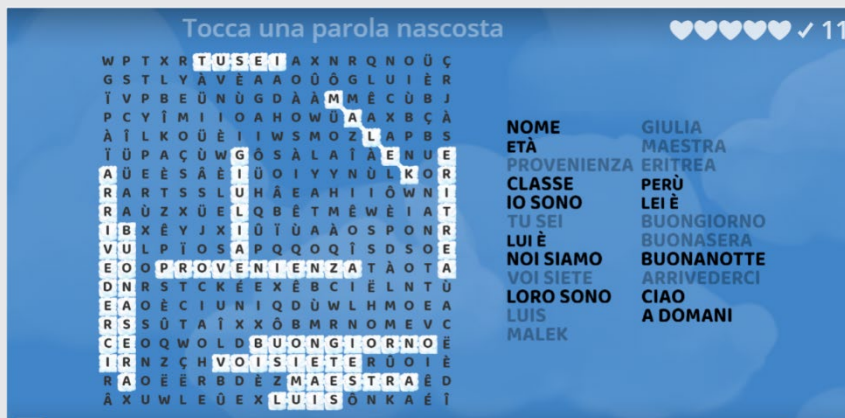 Tocca una parola nascosta
✓ 11
W P T X R T U S E I A X N R Q N O Ü Ç
G S T L Y À V È A A O Û Ô G L U I È R
Ï V P B E Ü N Ù G D À À M M Ê C Ù B J
P C Y Î M I I O A H O W Ü A A X B Ç À
À Î L K O Ü È I I W S M O Z L A P B S
Ï Ü P A Ç Ù W G Ô S À L A Î À E N U E
A Ü E È S Â È I Ü O I Y Y N Ù L K O R
R A R T S S L U H Â E A H I I Ô W N I
R A Ù Z X Ü E L Q B Ê T M Ê W È I A T
I B X Ê Y J X I Û Ï Ù A À O S P O N R
V U L P Ï O S A P Q Q O Q Î S D S O E
E O O P R O V E N I E N Z A T À O T A
D N R S T C K É E X Ê B C I Ë L N T Ù
E A O È C I U N I Q D Ù W L H M O E A
R S S Û T A Î X X Ô B M R N O M E V C
C E O Q W O L D B U O N G I O R N O Ë
I R N Z Ç H V O I S I E T E R Û O I È
R A O Ë Ë R B D È Z M A E S T R A Ê D
Â X U W L E Û E X L U I S Ô N K A É Î
NOME
ETÀ
PROVENIENZA
CLASSE
IO SONO
TU SEI
LUI È
NOI SIAMO
VOI SIETE
LORO SONO
LUIS
MALEK
GIULIA
MAESTRA
ERITREA
PERÙ
LEI È
BUONGIORNO
BUONASERA
BUONANOTTE
ARRIVEDERCI
CIAO
A DOMANI